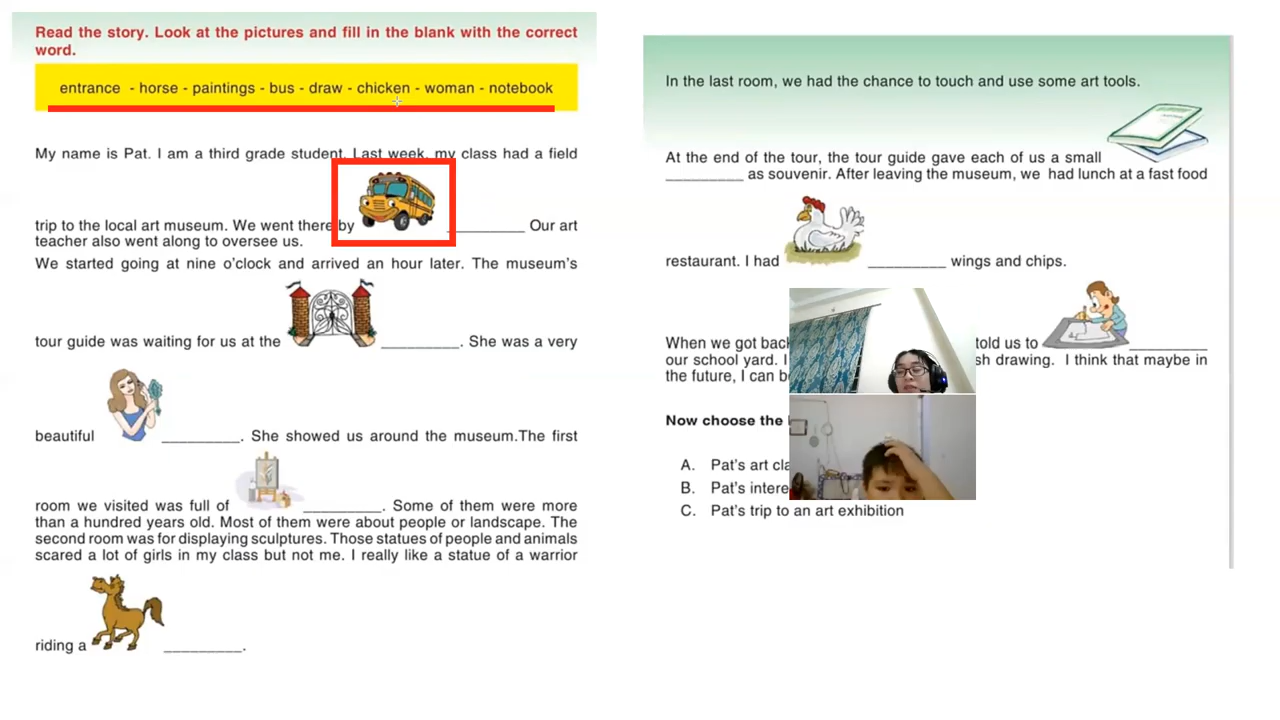 Read the story. Look at the pictures and fill in the blank with the correct
word.
entrance - horse - paintings - bus - draw - chicken - woman - notebook
My name is Pat. I am a third grade student. Last week, my class had a field
trip to the local art museum. We went there by _________ Our art
teacher also went along to oversee us.
We started going at nine o'clock and arrived an hour later. The museum's
tour guide was waiting for us at the _________. She was a very
beautiful _________. She showed us around the museum.The first
room we visited was full of _________. Some of them were more
than a hundred years old. Most of them were about people or landscape. The
second room was for displaying sculptures. Those statues of people and animals
scared a lot of girls in my class but not me. I really like a statue of a warrior
riding a _________.
In the last room, we had the chance to touch and use some art tools.
At the end of the tour, the tour guide gave each of us a small
_________ as souvenir. After leaving the museum, we had lunch at a fast food
restaurant. I had _________ wings and chips.
When we got back told us to _________
our school yard. drawing. I think that maybe in
the future, I can
Now choose the
A. Pat's art
B. Pat's
C. Pat's trip to an art exhibition